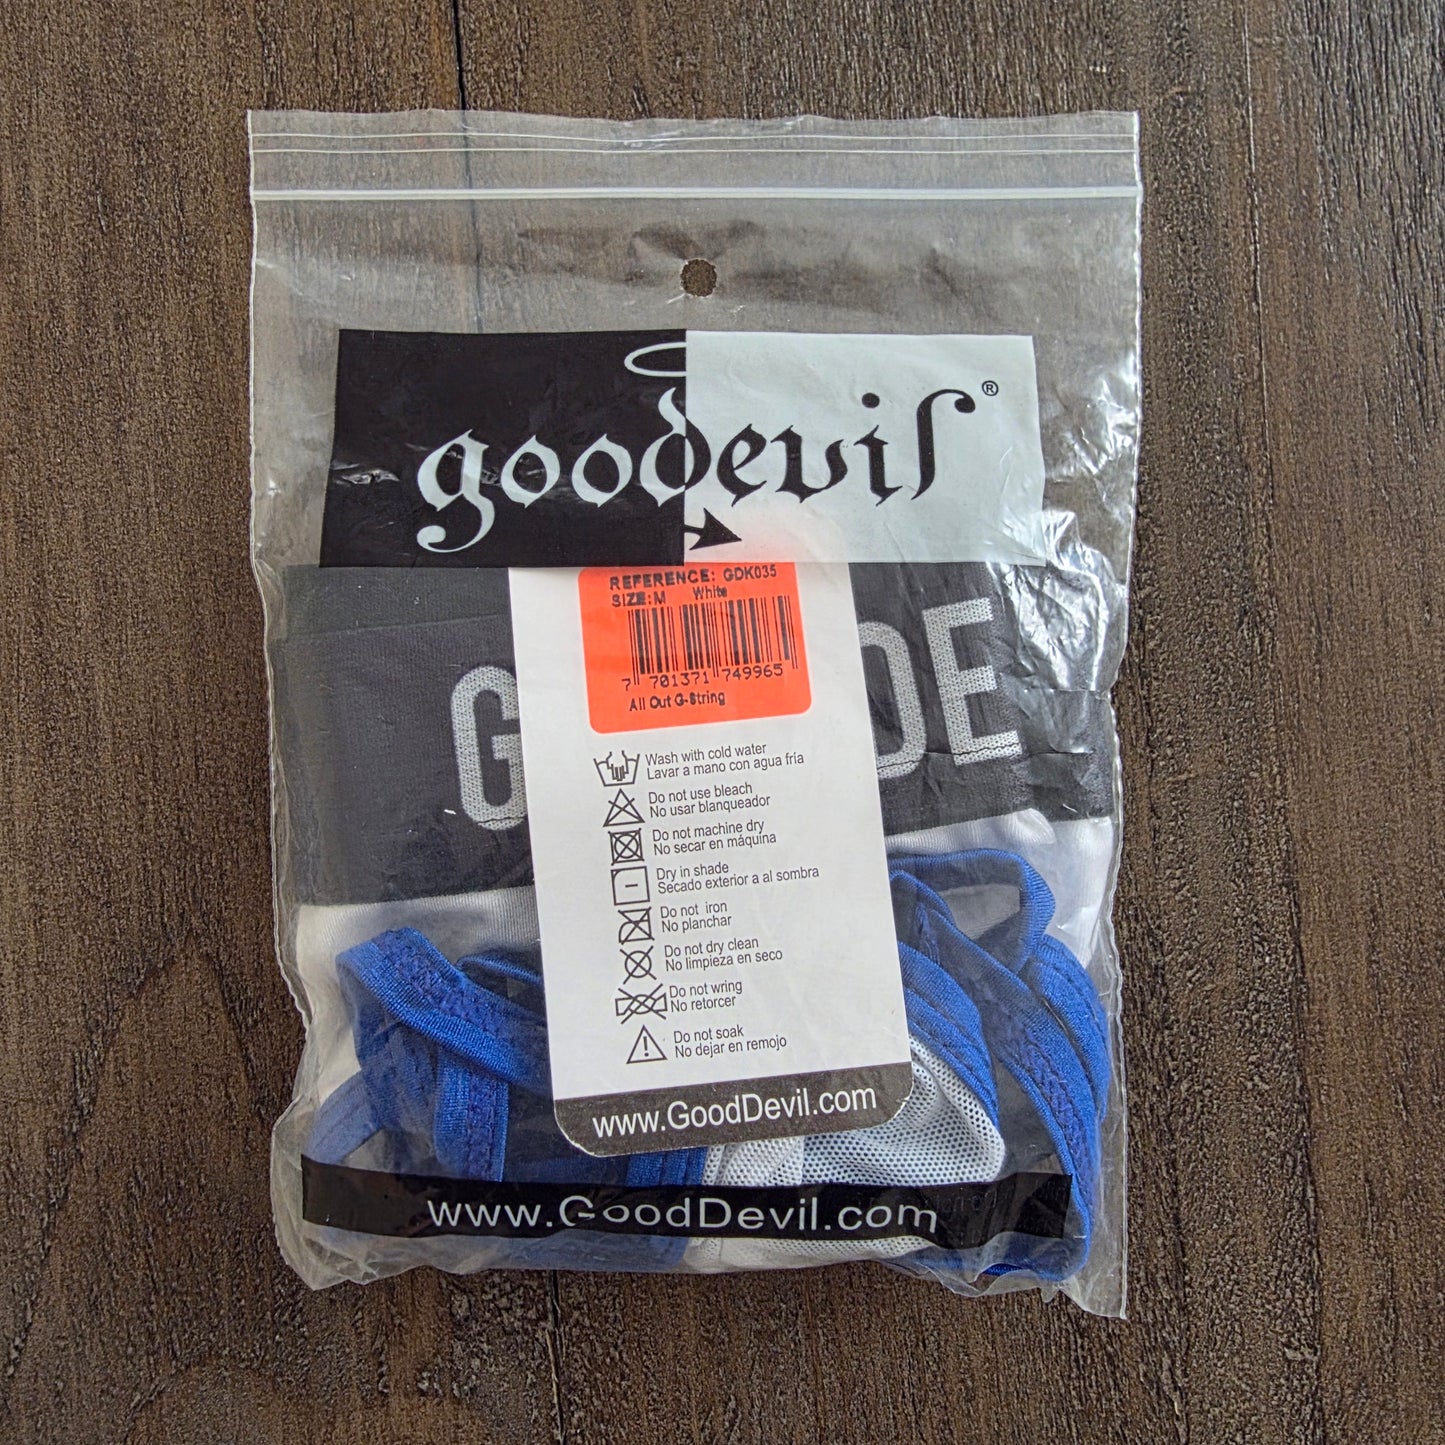 goodevil®
REFERENCE: GDK035
SIZE:M White
7 701371 749965
All Out G-String
G DE
Wash with cold water
Lavar a mano con agua fría
Do not use bleach
No usar blanqueador
Do not machine dry
No secar en máquina
Dry in shade
Secado exterior a al sombra
Do not iron
No planchar
Do not dry clean
No limpieza en seco
Do not wring
No retorcer
Do not soak
No dejar en remojo
www.GoodDevil.com
www.GoodDevil.com